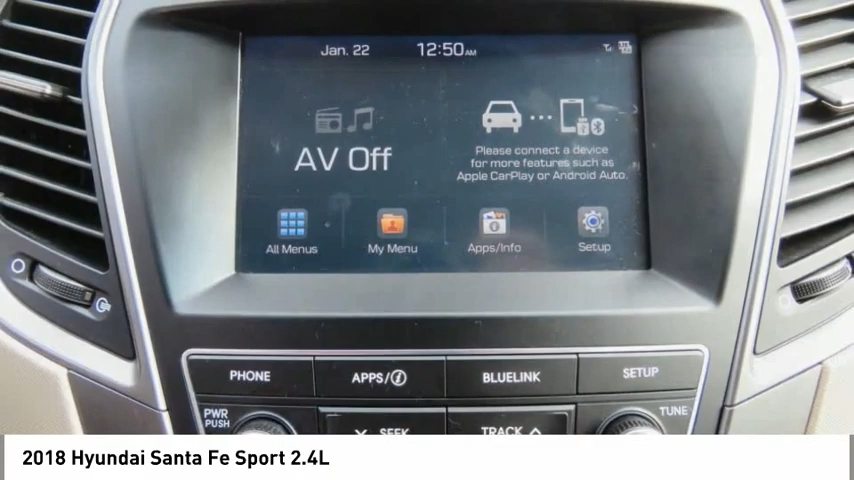 Jan. 22 12:50AM
AV Off
Please connect a device
for more features such as
Apple CarPlay or Android Auto.
All Menus My Menu Apps/Info Setup
PHONE APPS/ BLUELINK SETUP
PWR
PUSH
SEEK TRACK TUNE
2018 Hyundai Santa Fe Sport 2.4L